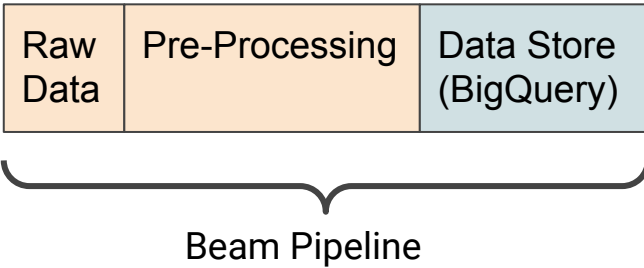 Raw
Data
Pre-Processing
Data Store
(BigQuery)
Beam Pipeline